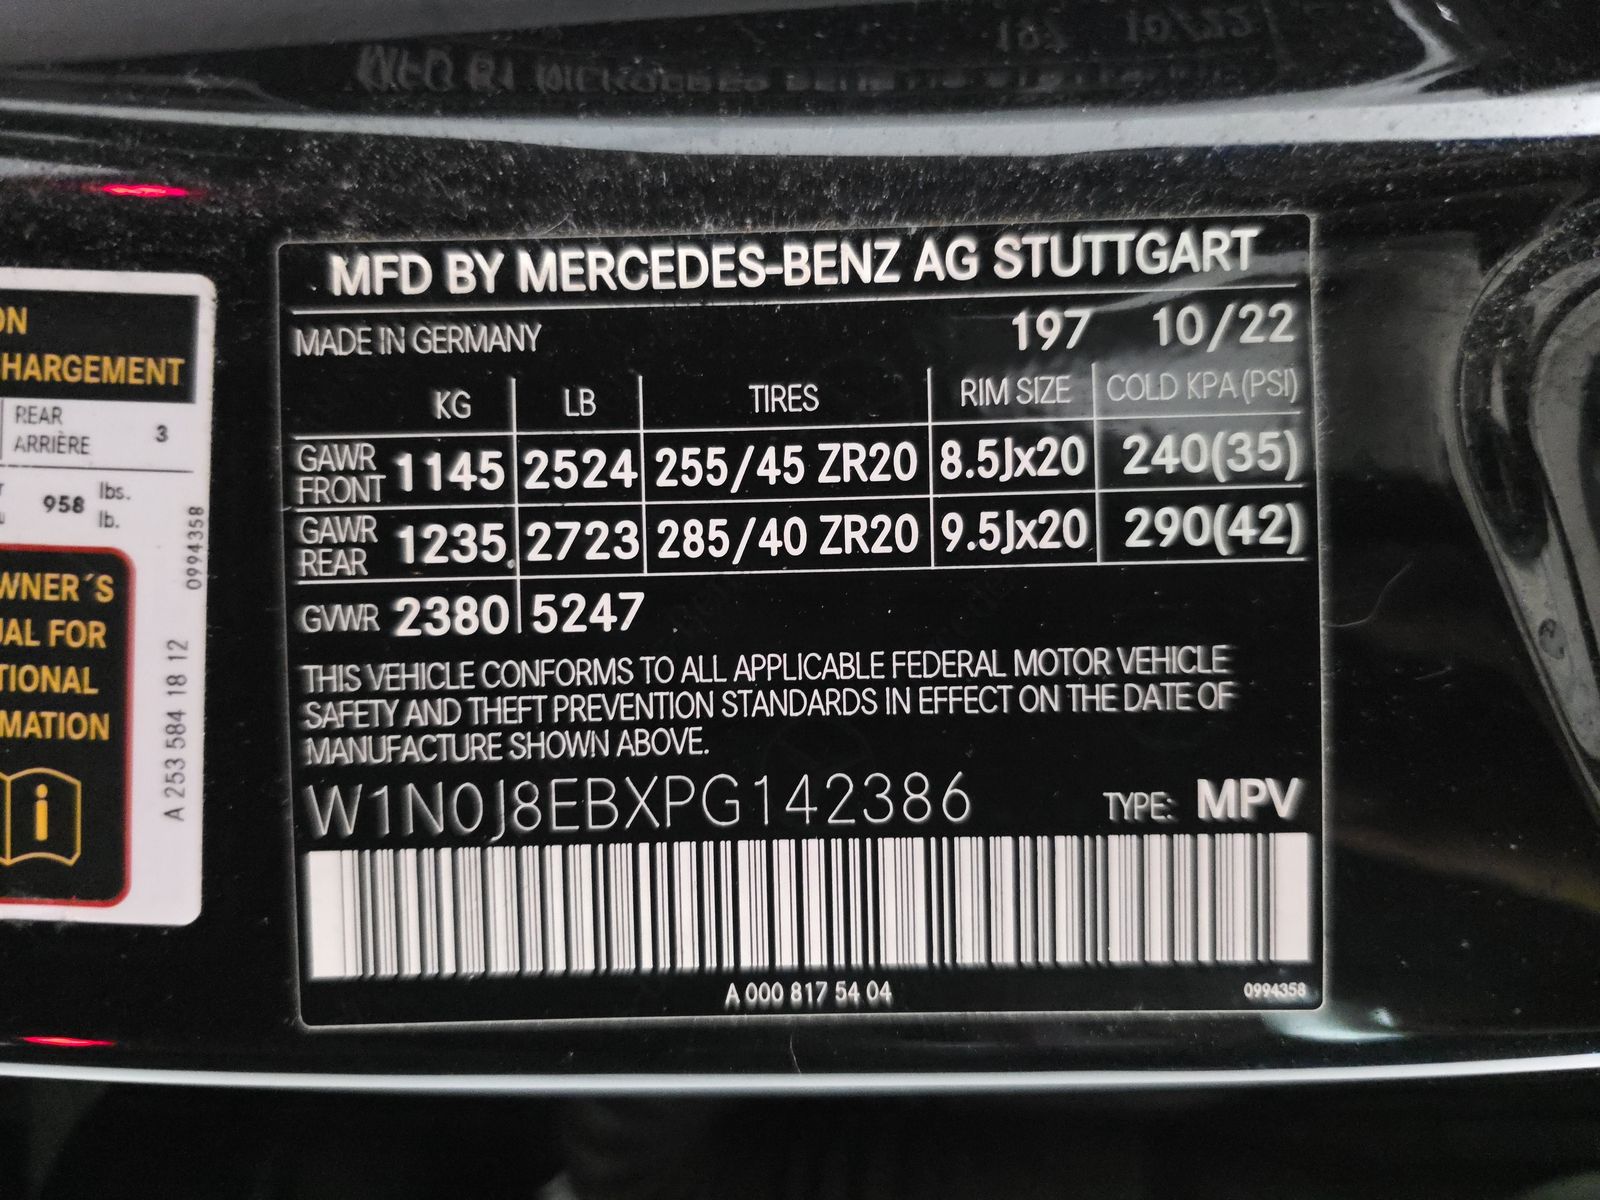 MFD BY MERCEDES-BENZ AG STUTTGART
MADE IN GERMANY 197 10/22
KG LB TIRES RIM SIZE COLD KPA (PSI)
GAWR FRONT 1145 2524 255/45 ZR20 8.5Jx20 240(35)
GAWR REAR 1235 2723 285/40 ZR20 9.5Jx20 290(42)
GVWR 2380 5247
THIS VEHICLE CONFORMS TO ALL APPLICABLE FEDERAL MOTOR VEHICLE
SAFETY AND THEFT PREVENTION STANDARDS IN EFFECT ON THE DATE OF
MANUFACTURE SHOWN ABOVE.
W1N0J8EBXPG142386 TYPE: MPV
A 000 817 54 04 0994358
HARGEMENT
REAR
ARRIÈRE 3
958 lbs.
lb.
WNER´S
FOR
MATION
i
0994358
A 253 584 18 12